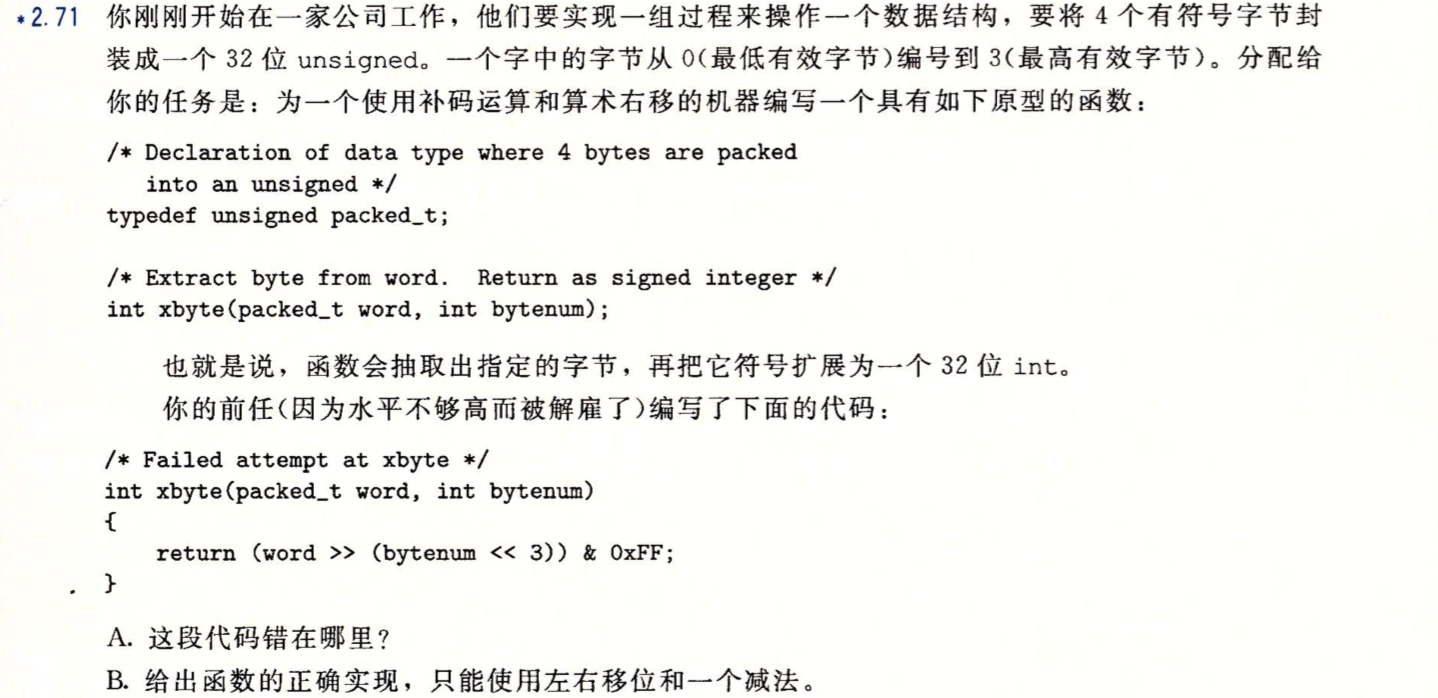 *2.71 你刚刚开始在一家公司工作，他们要实现一组过程来操作一个数据结构，要将 4 个有符号字节封
装成一个 32 位 unsigned。一个字中的字节从 0(最低有效字节)编号到 3(最高有效字节)。分配给
你的任务是：为一个使用补码运算和算术右移的机器编写一个具有如下原型的函数：
/* Declaration of data type where 4 bytes are packed
   into an unsigned */
typedef unsigned packed_t;
/* Extract byte from word.  Return as signed integer */
int xbyte(packed_t word, int bytenum);
也就是说，函数会抽取出指定的字节，再把它符号扩展为一个 32 位 int。
你的前任(因为水平不够高而被解雇了)编写了下面的代码：
/* Failed attempt at xbyte */
int xbyte(packed_t word, int bytenum)
{
    return (word >> (bytenum << 3)) & 0xFF;
}
A. 这段代码错在哪里?
B. 给出函数的正确实现，只能使用左右移位和一个减法。